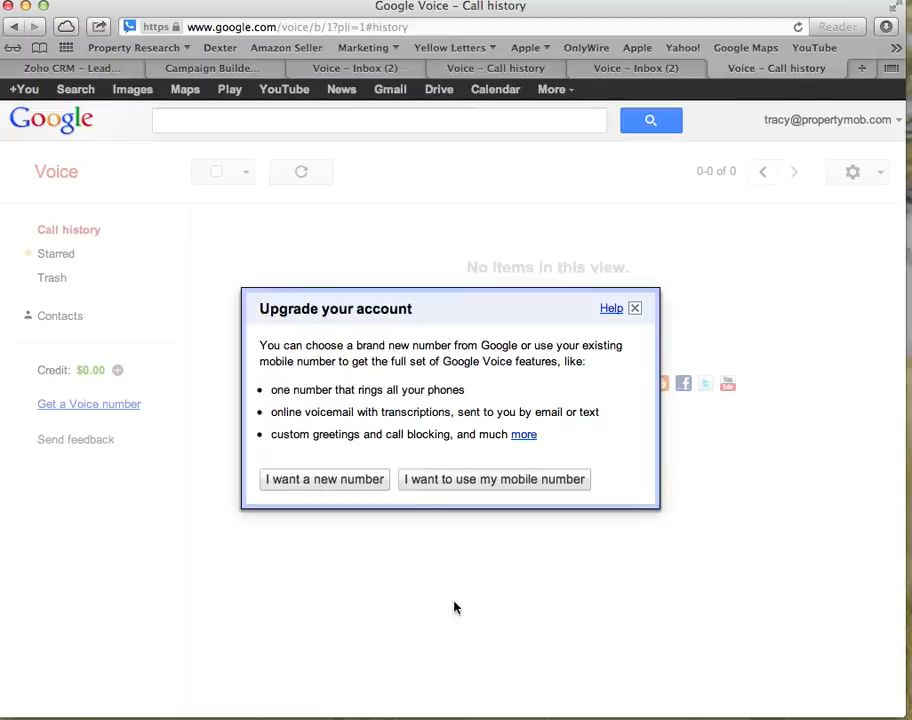 Google Voice – Call history
https www.google.com/voice/b/1?pli=1#history Reader
Property Research Dexter Amazon Seller Marketing Yellow Letters Apple OnlyWire Apple Yahoo! Google Maps YouTube
Zoho CRM – Lead... Campaign Builde... Voice – Inbox (2) Voice – Call history Voice – Inbox (2) Voice – Call history
+You Search Images Maps Play YouTube News Gmail Drive Calendar More
Google tracy@propertymob.com
Voice 0-0 of 0
Call history
Starred
Trash
Contacts
Credit: $0.00
Get a Voice number
Send feedback
No items in this view.
Upgrade your account Help
You can choose a brand new number from Google or use your existing
mobile number to get the full set of Google Voice features, like:
• one number that rings all your phones
• online voicemail with transcriptions, sent to you by email or text
• custom greetings and call blocking, and much more
I want a new number I want to use my mobile number